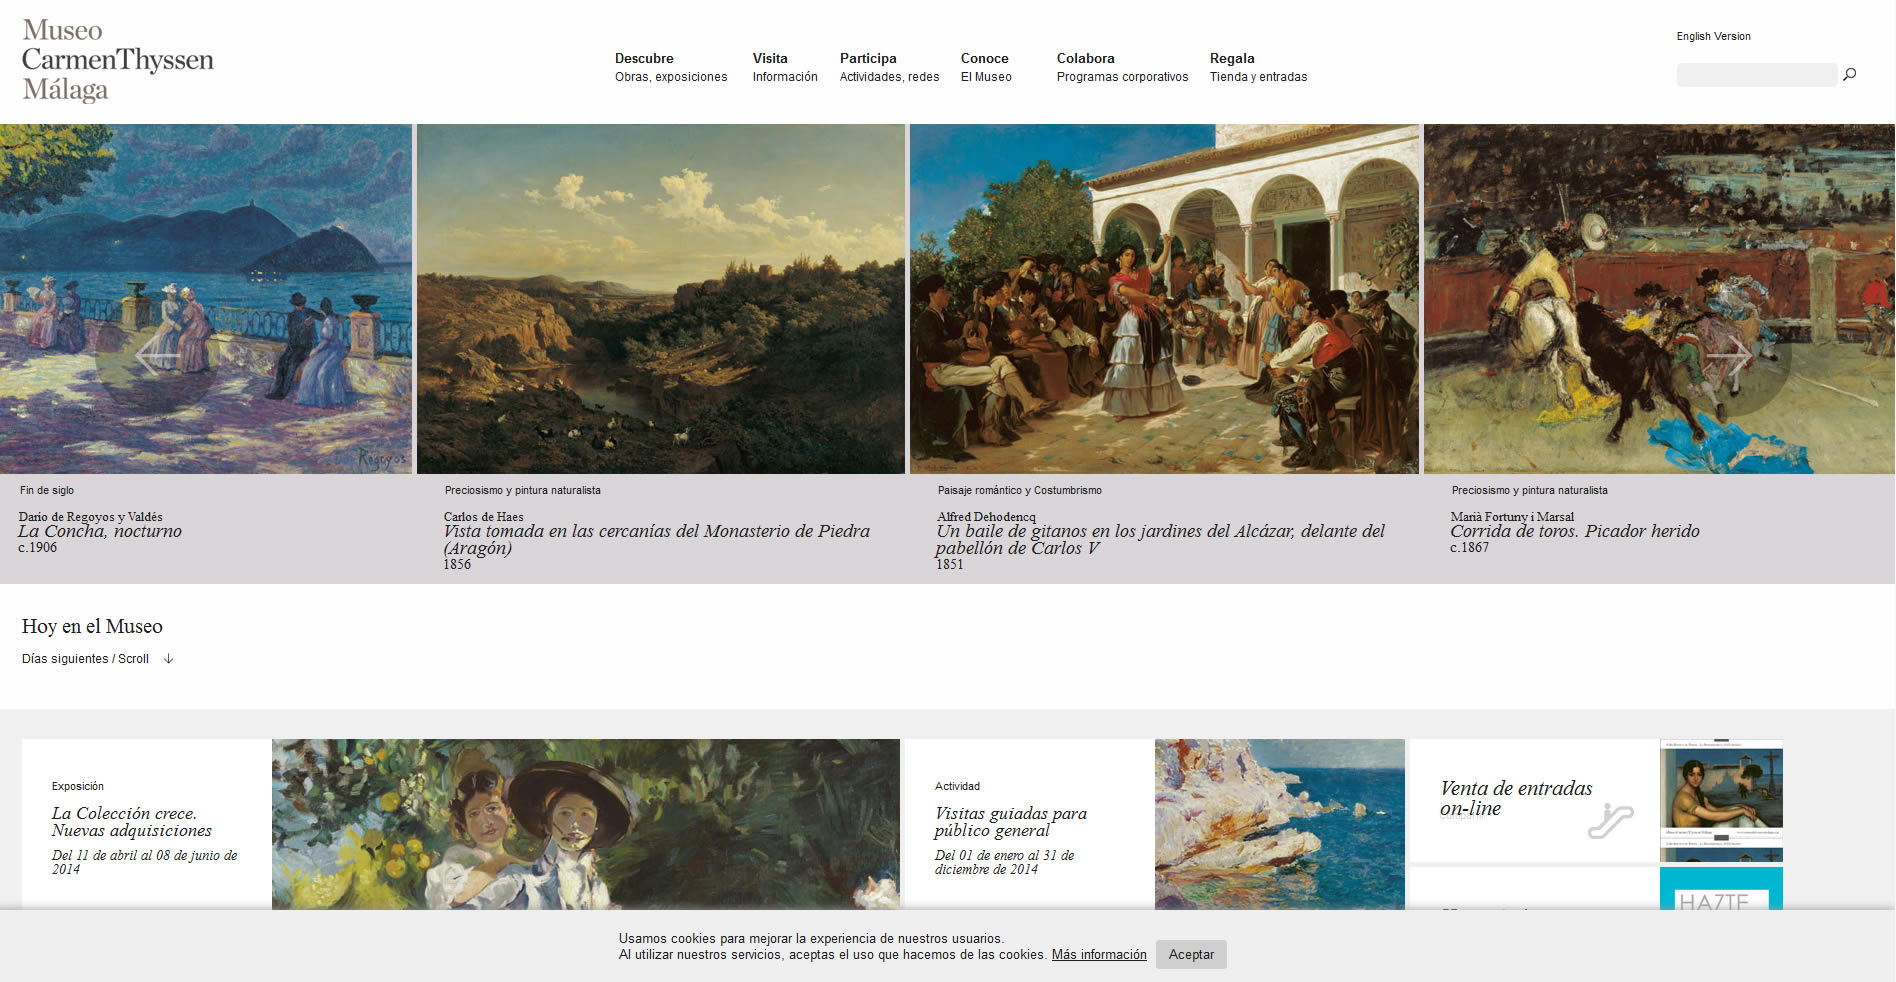 Museo
CarmenThyssen
Málaga
Descubre
Obras, exposiciones
Visita
Información
Participa
Actividades, redes
Conoce
El Museo
Colabora
Programas corporativos
Regala
Tienda y entradas
English Version
Regoyos
Fin de siglo
Darío de Regoyos y Valdés
La Concha, nocturno
c.1906
Preciosismo y pintura naturalista
Carlos de Haes
Vista tomada en las cercanías del Monasterio de Piedra
(Aragón)
1856
Paisaje romántico y Costumbrismo
Alfred Dehodencq
Un baile de gitanos en los jardines del Alcázar, delante del
pabellón de Carlos V
1851
Preciosismo y pintura naturalista
Marià Fortuny i Marsal
Corrida de toros. Picador herido
c.1867
Hoy en el Museo
Días siguientes / Scroll
Exposición
La Colección crece.
Nuevas adquisiciones
Del 11 de abril al 08 de junio de
2014
Actividad
Visitas guiadas para
público general
Del 01 de enero al 31 de
diciembre de 2014
Venta de entradas
on-line
HAZTE
Usamos cookies para mejorar la experiencia de nuestros usuarios.
Al utilizar nuestros servicios, aceptas el uso que hacemos de las cookies. Más información
Aceptar